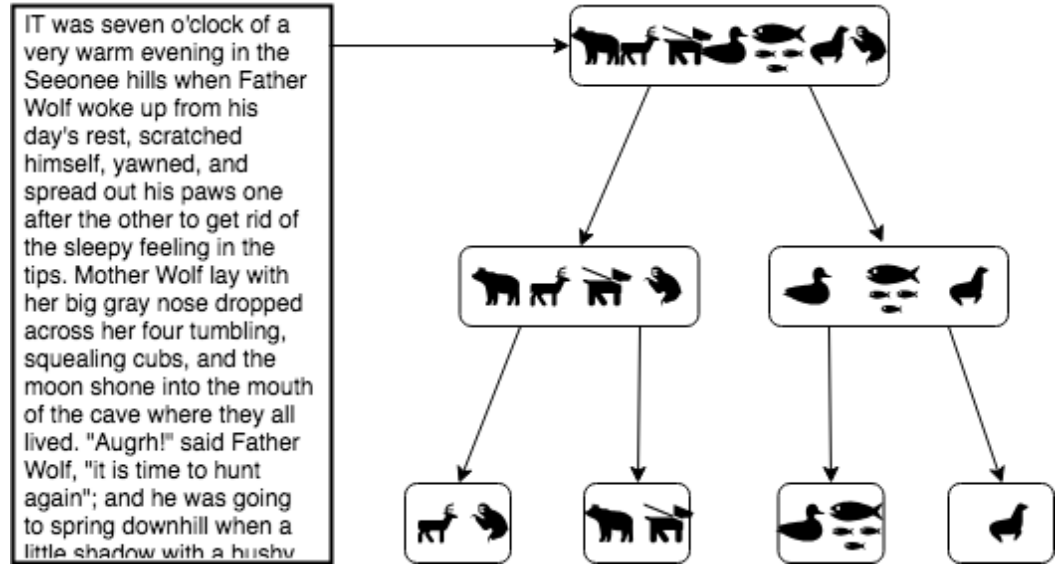 IT was seven o'clock of a
very warm evening in the
Seeonee hills when Father
Wolf woke up from his
day's rest, scratched
himself, yawned, and
spread out his paws one
after the other to get rid of
the sleepy feeling in the
tips. Mother Wolf lay with
her big gray nose dropped
across her four tumbling,
squealing cubs, and the
moon shone into the mouth
of the cave where they all
lived. "Augrh!" said Father
Wolf, "it is time to hunt
again"; and he was going
to spring downhill when a
little shadow with a bushy